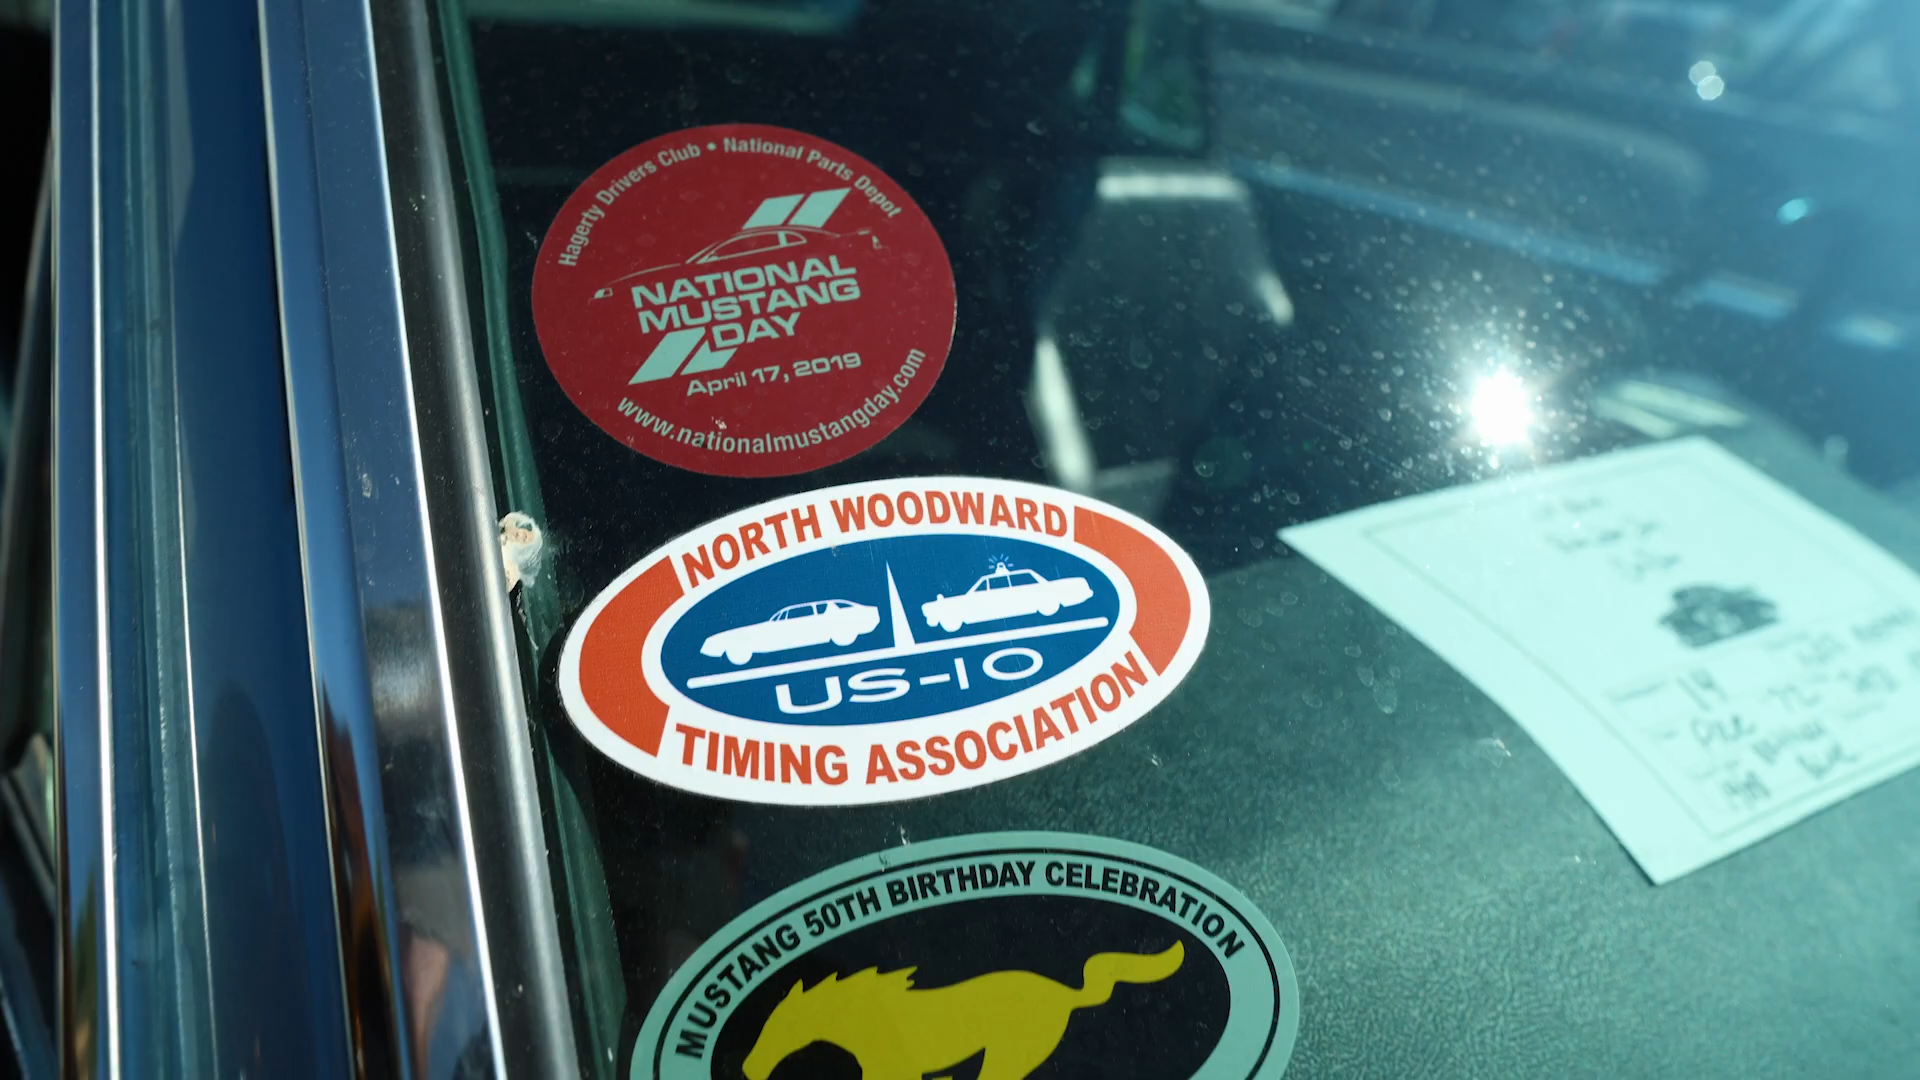 Hagerty Drivers Club • National Parts Depot
NATIONAL
MUSTANG
DAY
April 17, 2019
www.nationalmustangday.com
NORTH WOODWARD
US-10
TIMING ASSOCIATION
MUSTANG 50TH BIRTHDAY CELEBRATION